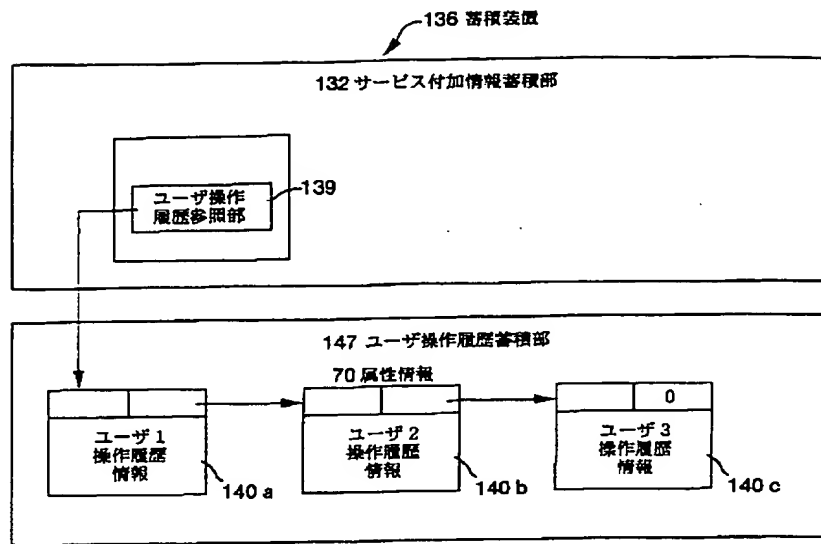 136 蓄積装置
132 サービス付加情報蓄積部
ユーザ操作
履歴参照部
139
147 ユーザ操作履歴蓄積部
70 属性情報
0
ユーザ1
操作履歴
情報
140a
ユーザ2
操作履歴
情報
140b
ユーザ3
操作履歴
情報
140c